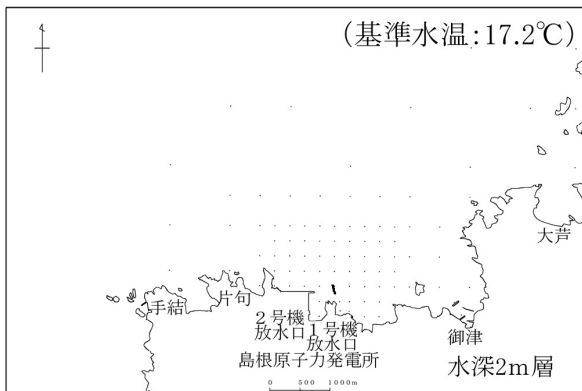 (基準水温:17.2℃)
大芦
手結
片句
2号機
放水口
1号機
放水口
御津
島根原子力発電所
水深2m層
0 500 1000m